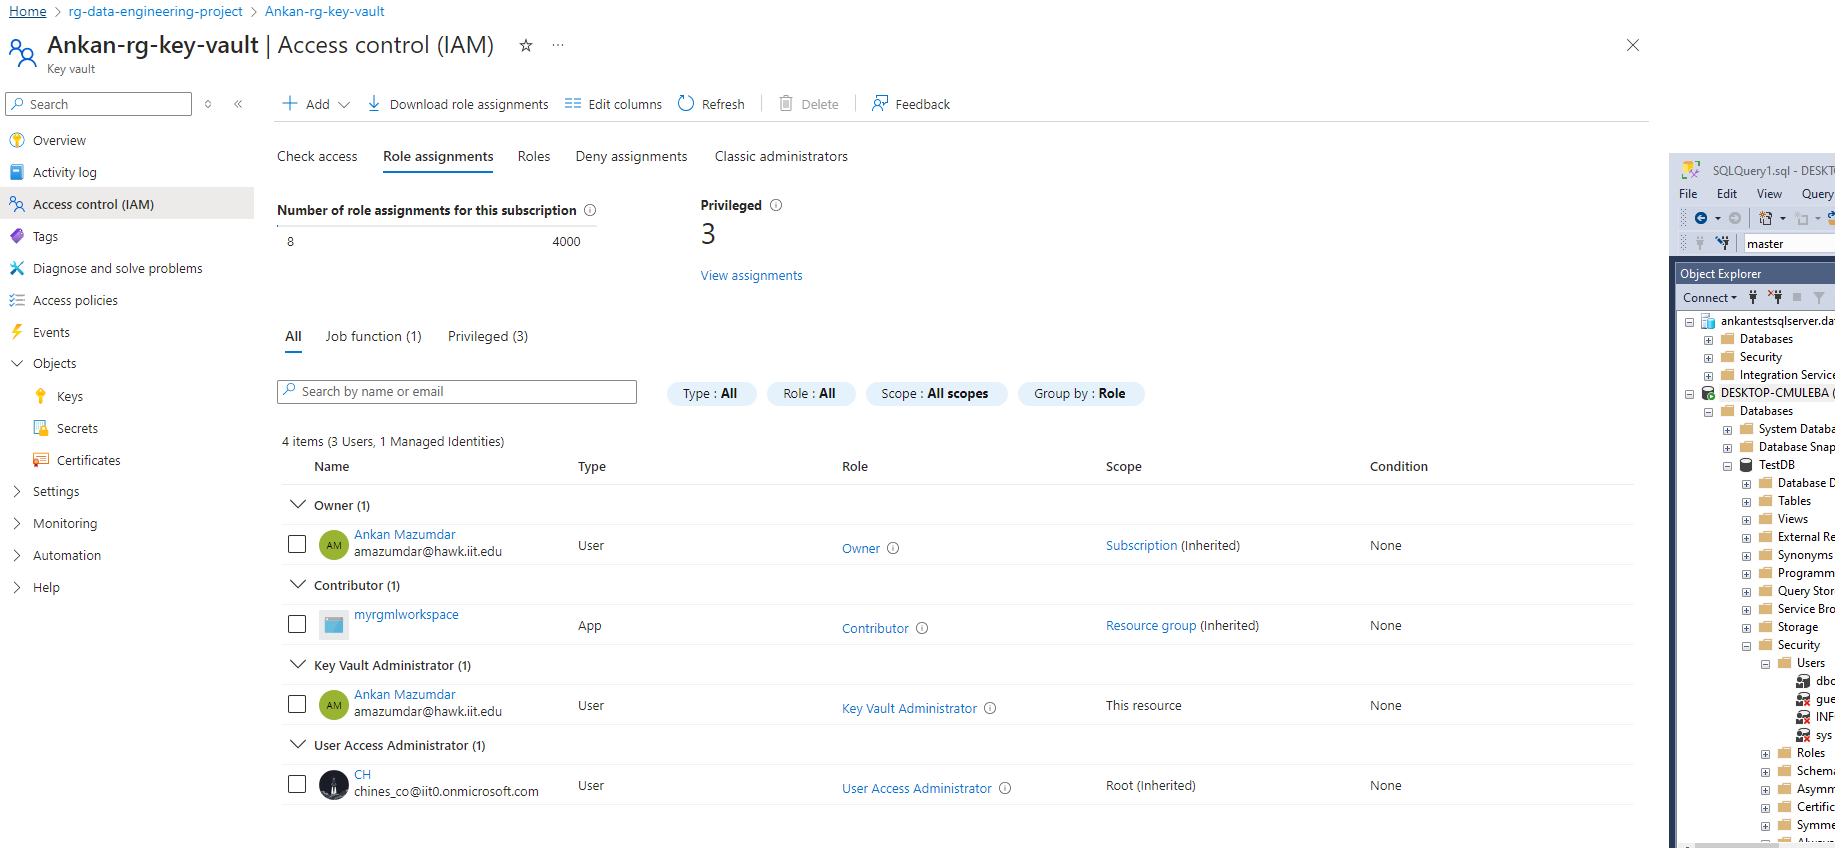 Home > rg-data-engineering-project > Ankan-rg-key-vault
Ankan-rg-key-vault | Access control (IAM)
Key vault
Search
Overview
Activity log
Access control (IAM)
Tags
Diagnose and solve problems
Access policies
Events
Objects
Keys
Secrets
Certificates
Settings
Monitoring
Automation
Help
Add
Download role assignments
Edit columns
Refresh
Delete
Feedback
Check access
Role assignments
Roles
Deny assignments
Classic administrators
Number of role assignments for this subscription
8 4000
Privileged
3
View assignments
All
Job function (1)
Privileged (3)
Search by name or email
Type : All
Role : All
Scope : All scopes
Group by : Role
4 items (3 Users, 1 Managed Identities)
Name Type Role Scope Condition
Owner (1)
AM
Ankan Mazumdar
amazumdar@hawk.iit.edu
User Owner Subscription (Inherited) None
Contributor (1)
myrgmlworkspace
App Contributor Resource group (Inherited) None
Key Vault Administrator (1)
AM
Ankan Mazumdar
amazumdar@hawk.iit.edu
User Key Vault Administrator This resource None
User Access Administrator (1)
CH
chines_co@iit0.onmicrosoft.com
User User Access Administrator Root (Inherited) None
SQLQuery1.sql - DESKT
File Edit View Query
master
Object Explorer
Connect
ankantestsqlserver.da
Databases
Security
Integration Service
DESKTOP-CMULEBA (
Databases
System Databa
Database Snap
TestDB
Database D
Tables
Views
External Re
Synonyms
Programm
Query Stor
Service Bro
Storage
Security
Users
dbo
gue
INF
sys
Roles
Schema
Asymm
Certific
Symme